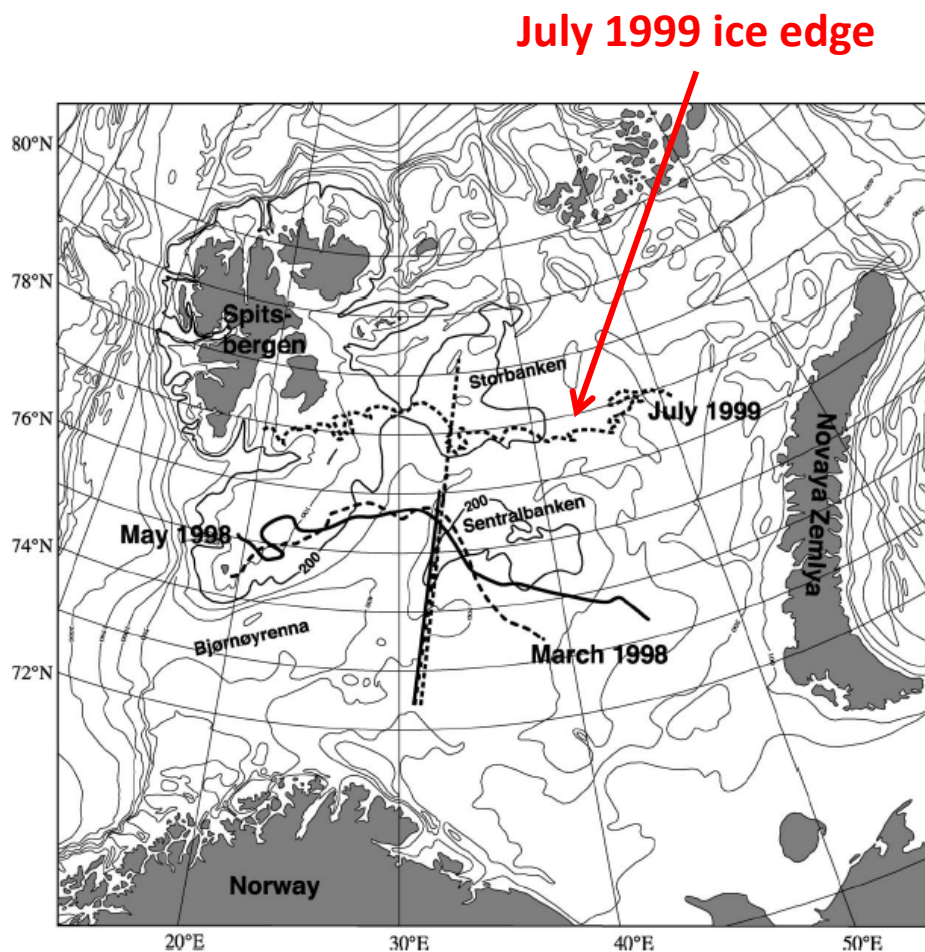 July 1999 ice edge
80°N
78°N
Spits-
bergen
Storbanken
76°N
July 1999
Novaya Zemlya
200
Sentralbanken
May 1998
74°N
200
Bjørnøyrenna
March 1998
72°N
Norway
20°E
30°E
40°E
50°E